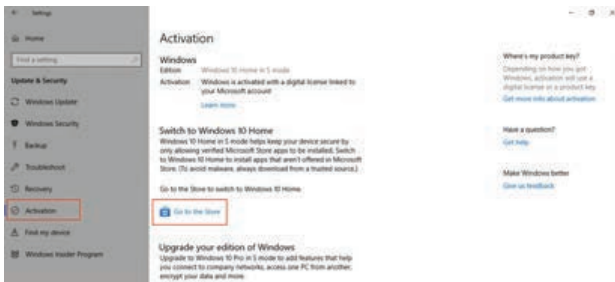 Settings
Home
Find a setting
Update & Security
Windows Update
Windows Security
Backup
Troubleshoot
Recovery
Activation
Find my device
Windows Insider Program
Activation
Windows
Edition Windows 10 Home in S mode
Activation Windows is activated with a digital license linked to
your Microsoft account
Learn more
Switch to Windows 10 Home
Windows 10 Home in S mode helps keep your device secure by
only allowing verified Microsoft Store apps to be installed. Switch
to Windows 10 Home to install apps that aren't offered in Microsoft
Store. (To avoid malware, always download from a trusted source.)
Go to the Store to switch to Windows 10 Home.
Go to the Store
Upgrade your edition of Windows
Upgrade to Windows 10 Pro in S mode to add features that help
you connect to company networks, access one PC from another,
encrypt your data and more.
Where's my product key?
Depending on how you got
Windows, activation will use a
digital license or a product key.
Get more info about activation
Have a question?
Get help
Make Windows better
Give us feedback